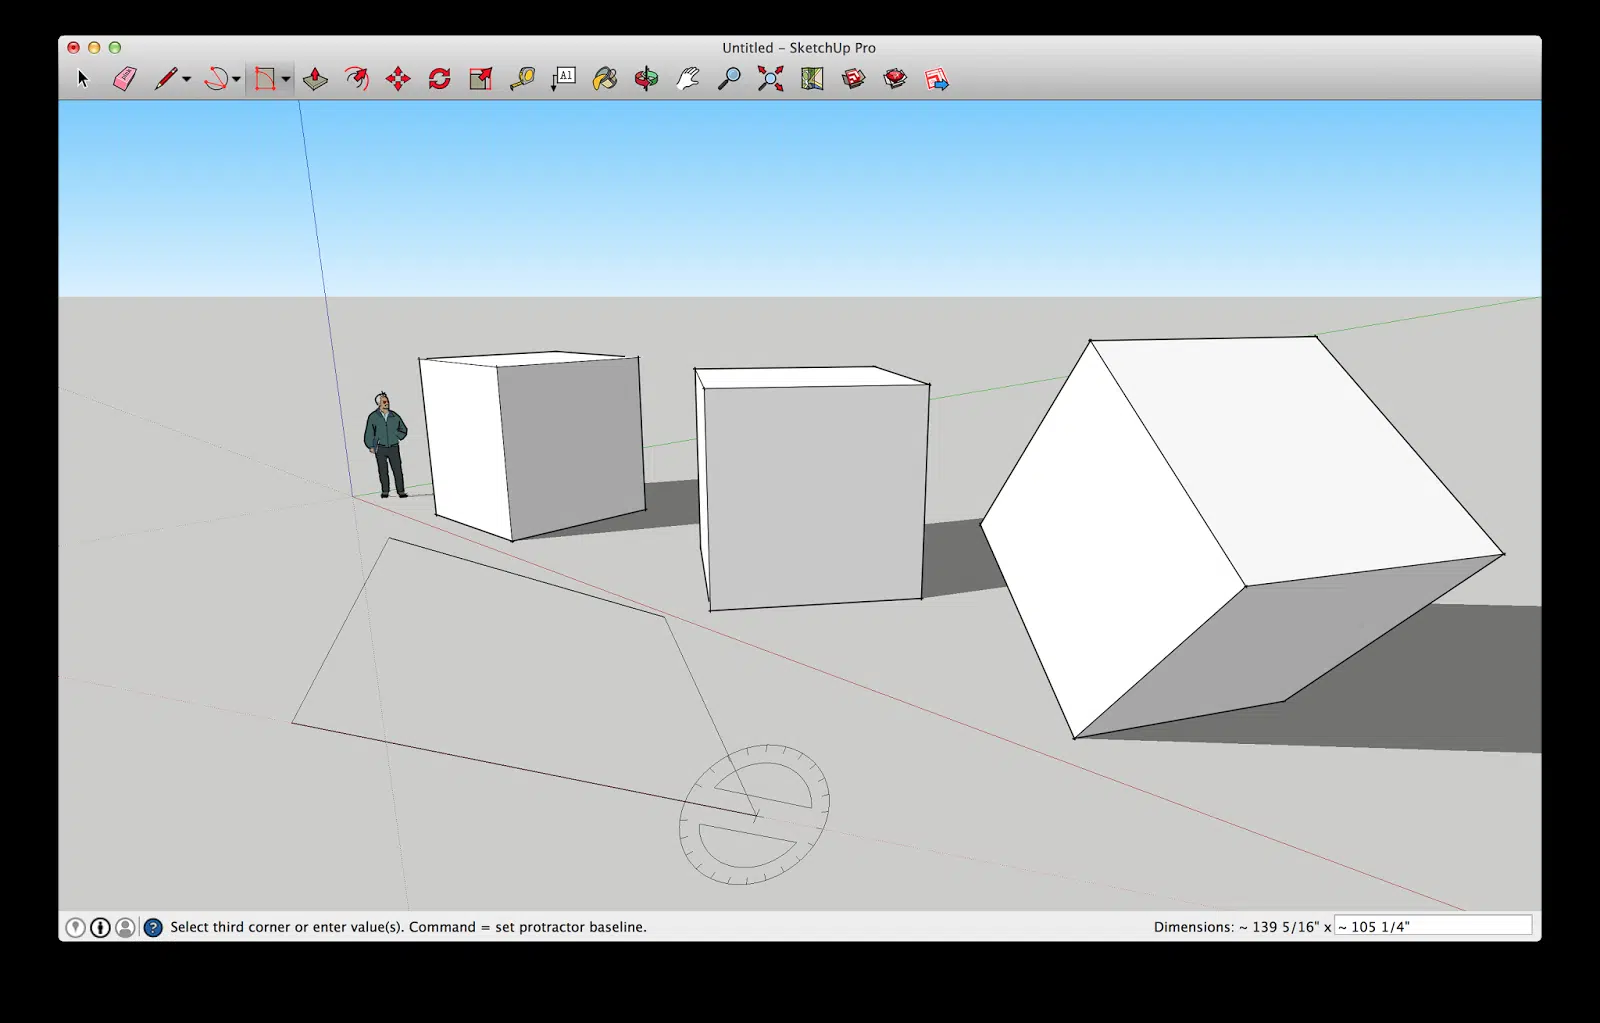 Untitled – SketchUp Pro
A1
Select third corner or enter value(s). Command = set protractor baseline.
Dimensions: ~ 139 5/16" x ~ 105 1/4"